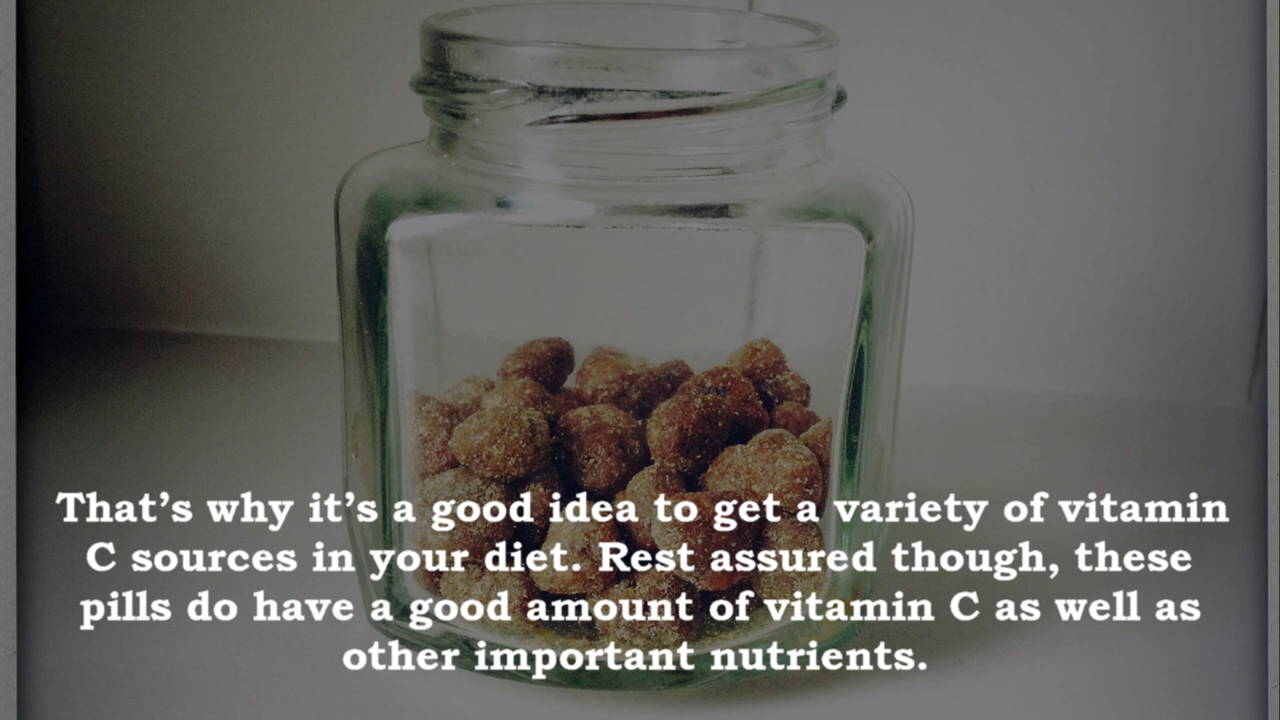 That’s why it’s a good idea to get a variety of vitamin
C sources in your diet. Rest assured though, these
pills do have a good amount of vitamin C as well as
other important nutrients.